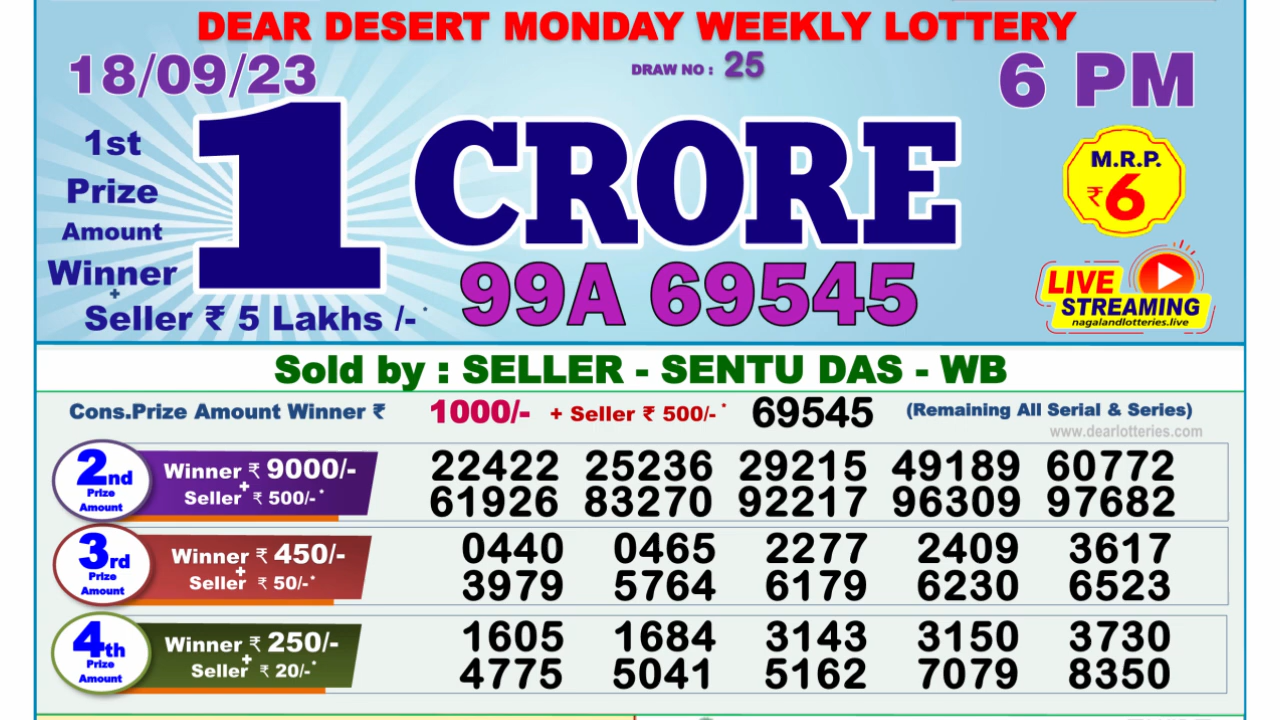 DEAR DESERT MONDAY WEEKLY LOTTERY
18/09/23
DRAW NO : 25
6 PM
1st
Prize
Amount
Winner
+
Seller ₹ 5 Lakhs /-*
1 CRORE
99A 69545
M.R.P.
₹6
LIVE
STREAMING
nagalandlotteries.live
Sold by : SELLER - SENTU DAS - WB
Cons.Prize Amount Winner ₹ 1000/- + Seller ₹ 500/-* 69545 (Remaining All Serial & Series)
www.dearlotteries.com
2nd
Prize
Amount
Winner ₹ 9000/-
+
Seller ₹ 500/-*
22422 25236 29215 49189 60772
61926 83270 92217 96309 97682
3rd
Prize
Amount
Winner ₹ 450/-
+
Seller ₹ 50/-*
0440 0465 2277 2409 3617
3979 5764 6179 6230 6523
4th
Prize
Amount
Winner ₹ 250/-
+
Seller ₹ 20/-*
1605 1684 3143 3150 3730
4775 5041 5162 7079 8350